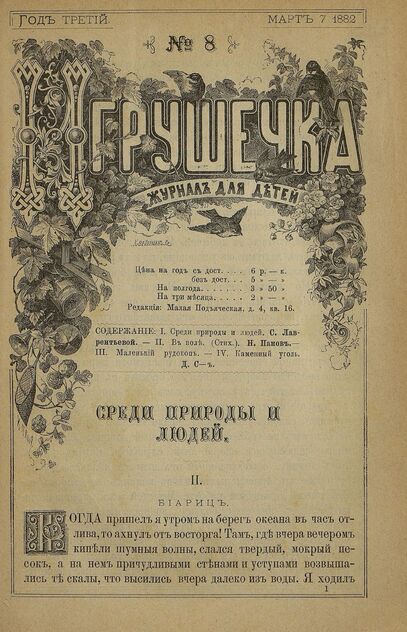 Годъ третій.
Мартъ 7 1882
№ 8
Игрушечка
журналъ для дѣтей
Цѣна на годъ съ дост. . . . . 6 р. — к.
безъ дост. . . . 5 » — »
На полгода. . . . . . . 3 » 50 »
На три мѣсяца. . . . . . 2 » — »
Редакція: Малая Подъяческая, д. 4, кв. 16.
СОДЕРЖАНІЕ: I. Среди природы и людей. С. Лав-
рентьевой. — II. Въ полѣ. (Стих.). Н. Панов.—
III. Маленькій рудокопъ. — IV. Каменный уголь.
Д. С—ъ.
СРЕДИ ПРИРОДЫ И
ЛЮДЕЙ.
II.
БІАРИЦЪ.
КОГДА пришелъ я утромъ на берегъ океана въ часъ от-
лива, то ахнулъ отъ восторга! Тамъ, гдѣ вчера вечеромъ
кипѣли шумныя волны, слался твердый, мокрый пе-
сокъ, а на немъ причудливыми стѣнами и уступами возвыша-
лись тѣ скалы, что высились вчера далеко изъ воды. Я ходилъ
1